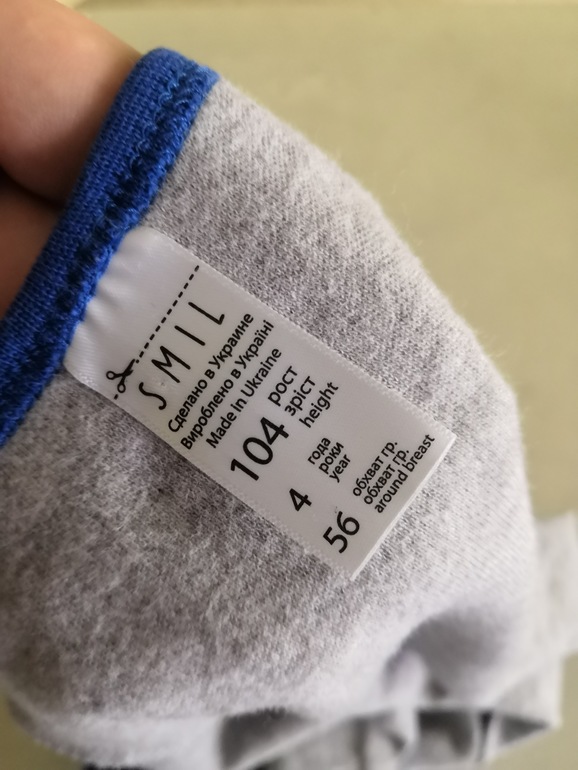 SMIL
Сделано в Украине
Вироблено в Україні
Made in Ukraine
104 рост
зріст
height
4 года
роки
year
56 обхват гр.
обхват гр.
around breast